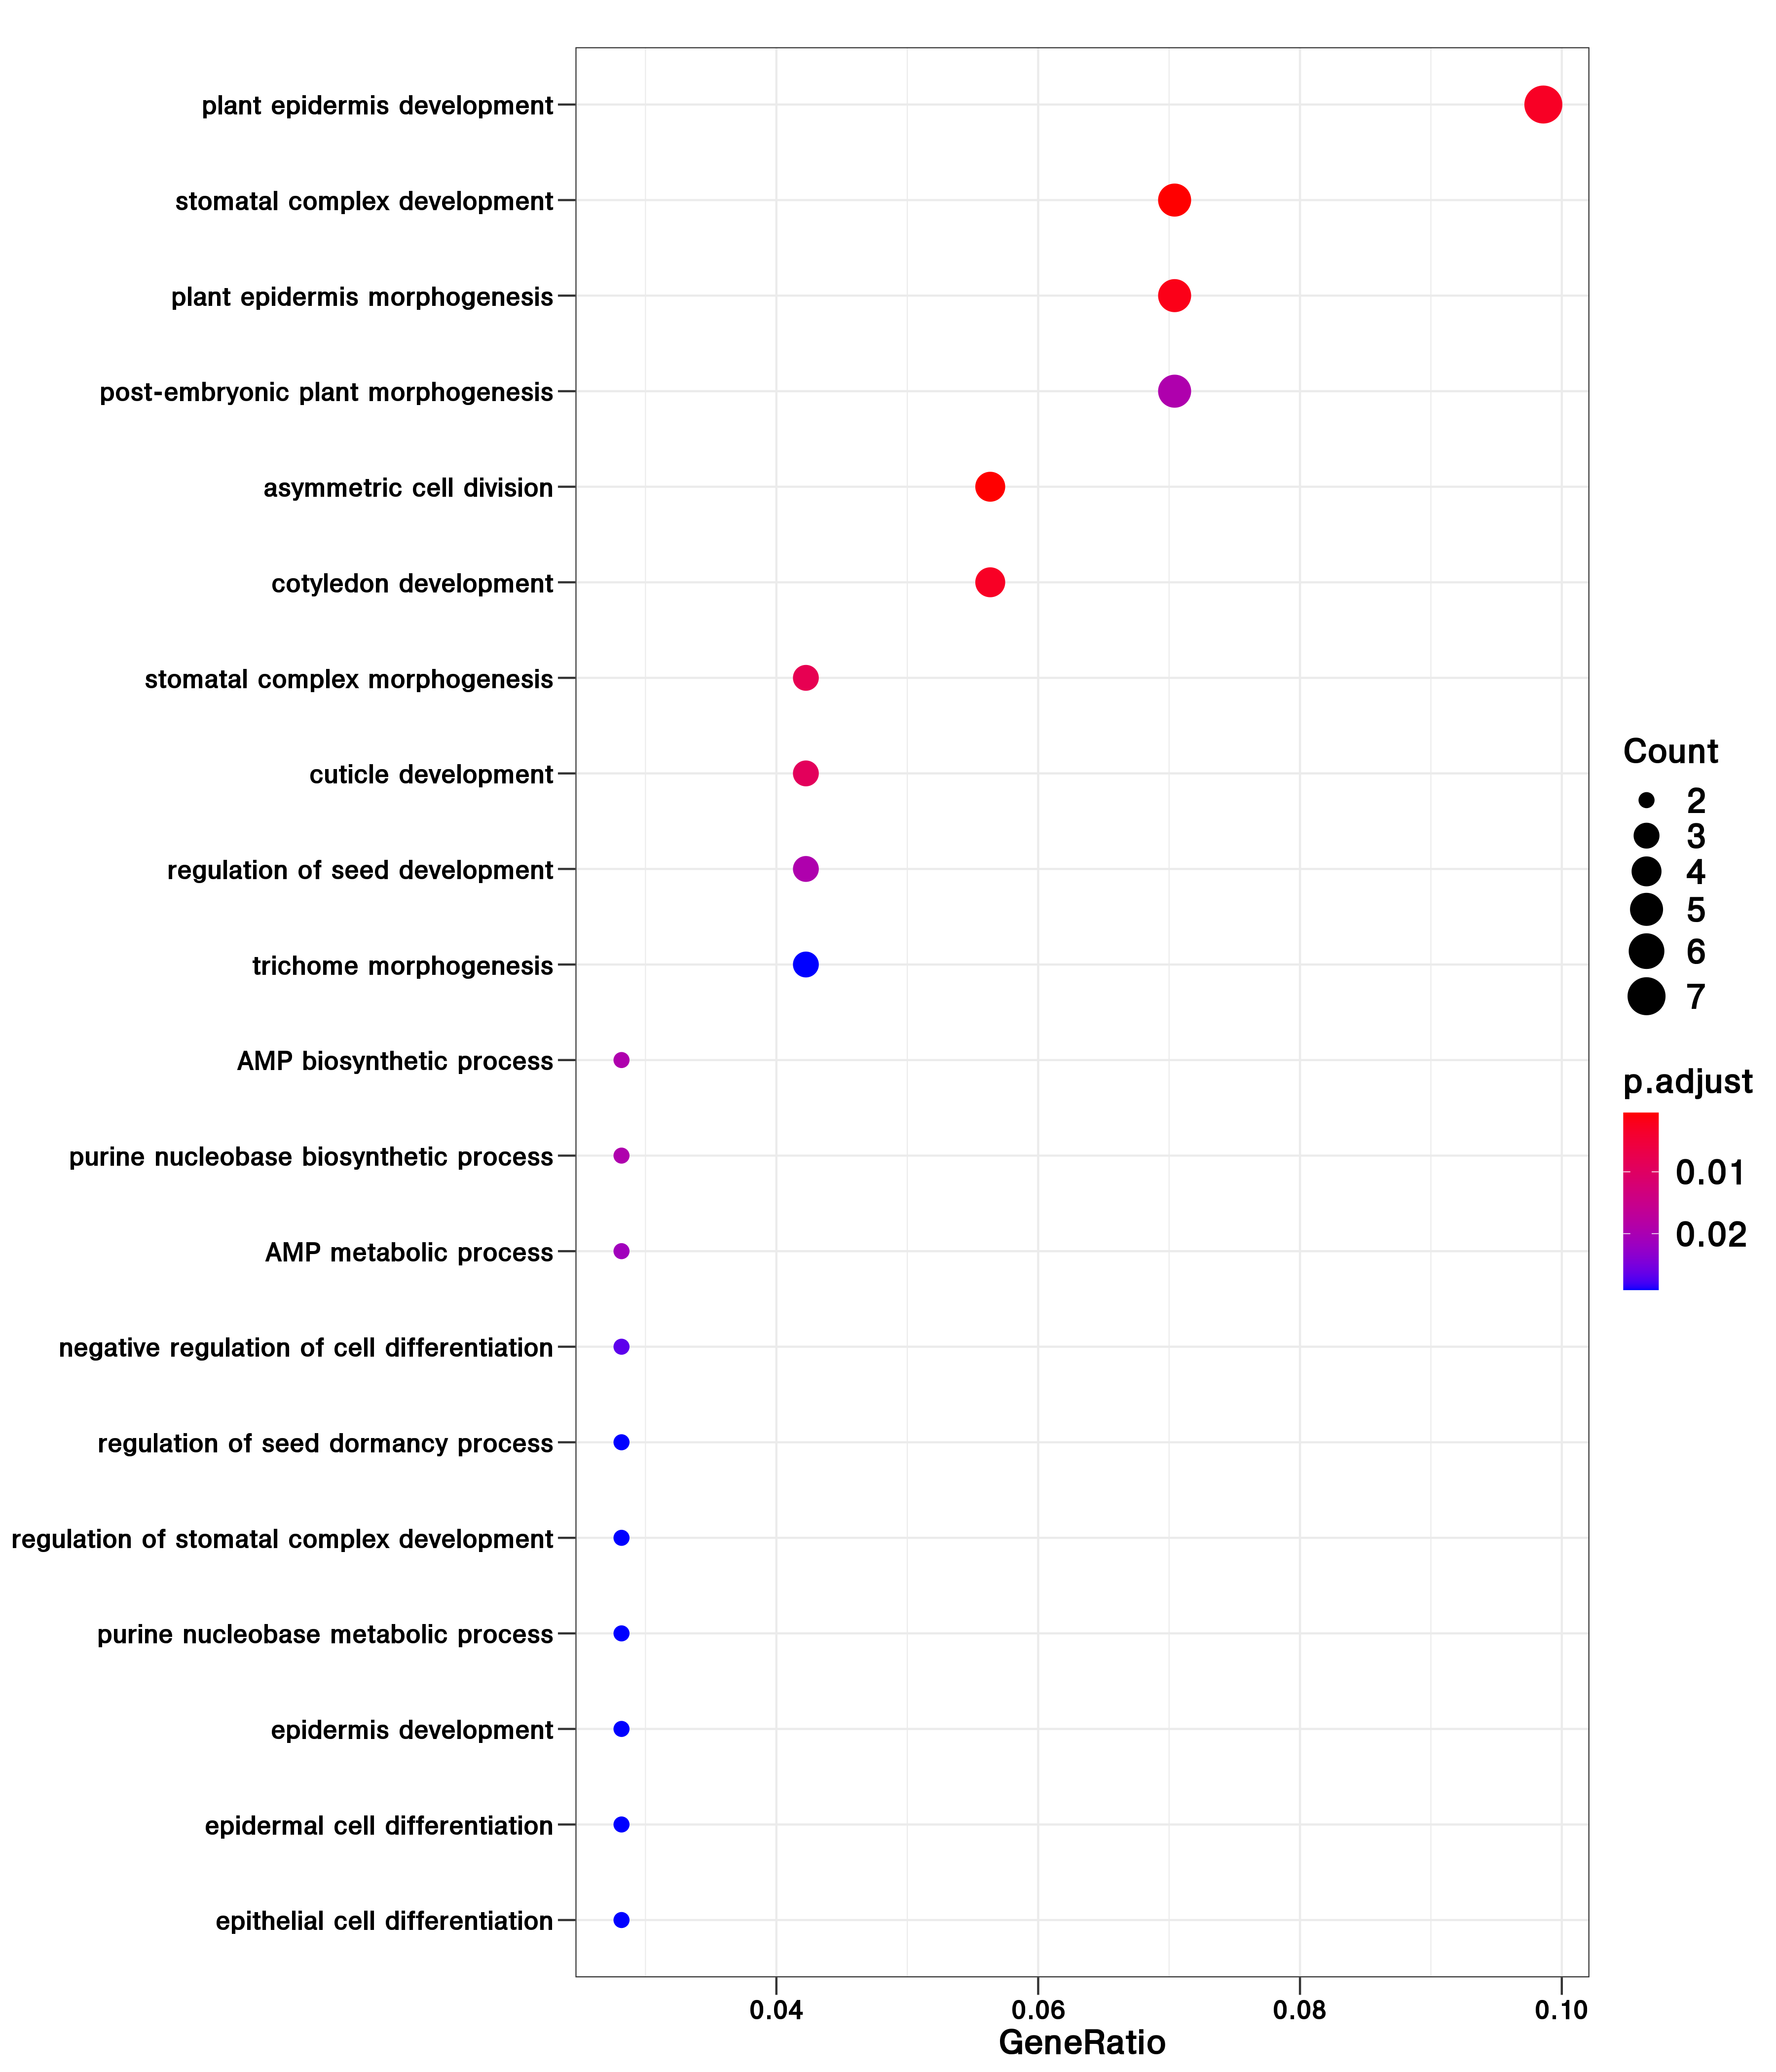 plant epidermis development
stomatal complex development
plant epidermis morphogenesis
post-embryonic plant morphogenesis
asymmetric cell division
cotyledon development
stomatal complex morphogenesis
cuticle development
regulation of seed development
trichome morphogenesis
AMP biosynthetic process
purine nucleobase biosynthetic process
AMP metabolic process
negative regulation of cell differentiation
regulation of seed dormancy process
regulation of stomatal complex development
purine nucleobase metabolic process
epidermis development
epidermal cell differentiation
epithelial cell differentiation
0.04 0.06 0.08 0.10
GeneRatio
Count
2
3
4
5
6
7
p.adjust
0.01
0.02